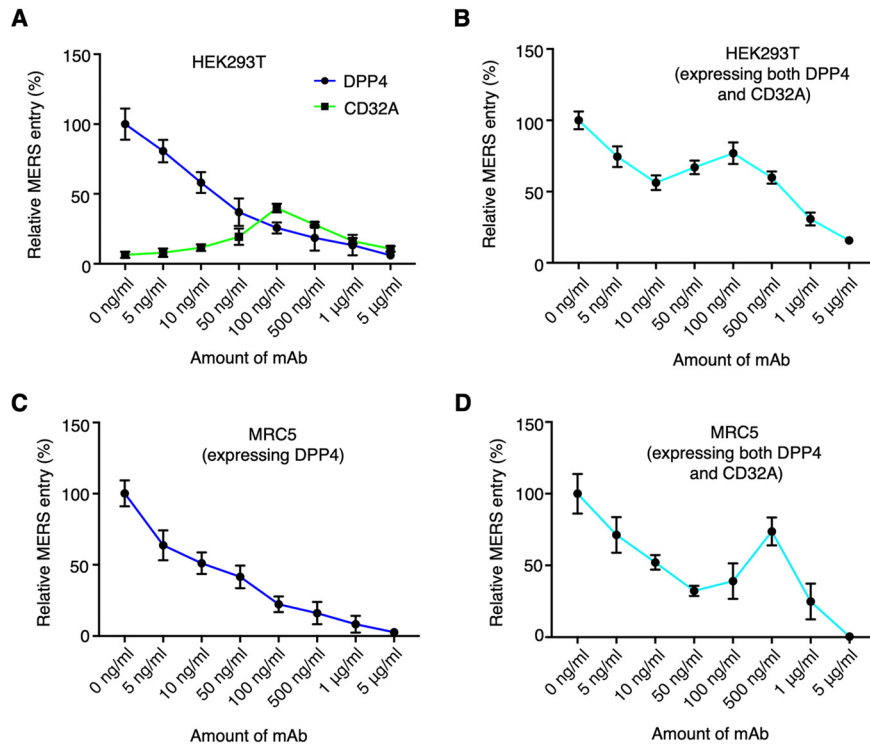 A
HEK293T
DPP4
CD32A
Relative MERS entry (%)
150
100
50
0
0 ng/ml
5 ng/ml
10 ng/ml
50 ng/ml
100 ng/ml
500 ng/ml
1 µg/ml
5 µg/ml
Amount of mAb
B
HEK293T
(expressing both DPP4
and CD32A)
Relative MERS entry (%)
150
100
50
0
0 ng/ml
5 ng/ml
10 ng/ml
50 ng/ml
100 ng/ml
500 ng/ml
1 µg/ml
5 µg/ml
Amount of mAb
C
MRC5
(expressing DPP4)
Relative MERS entry (%)
150
100
50
0
0 ng/ml
5 ng/ml
10 ng/ml
50 ng/ml
100 ng/ml
500 ng/ml
1 µg/ml
5 µg/ml
Amount of mAb
D
MRC5
(expressing both DPP4
and CD32A)
Relative MERS entry (%)
150
100
50
0
0 ng/ml
5 ng/ml
10 ng/ml
50 ng/ml
100 ng/ml
500 ng/ml
1 µg/ml
5 µg/ml
Amount of mAb